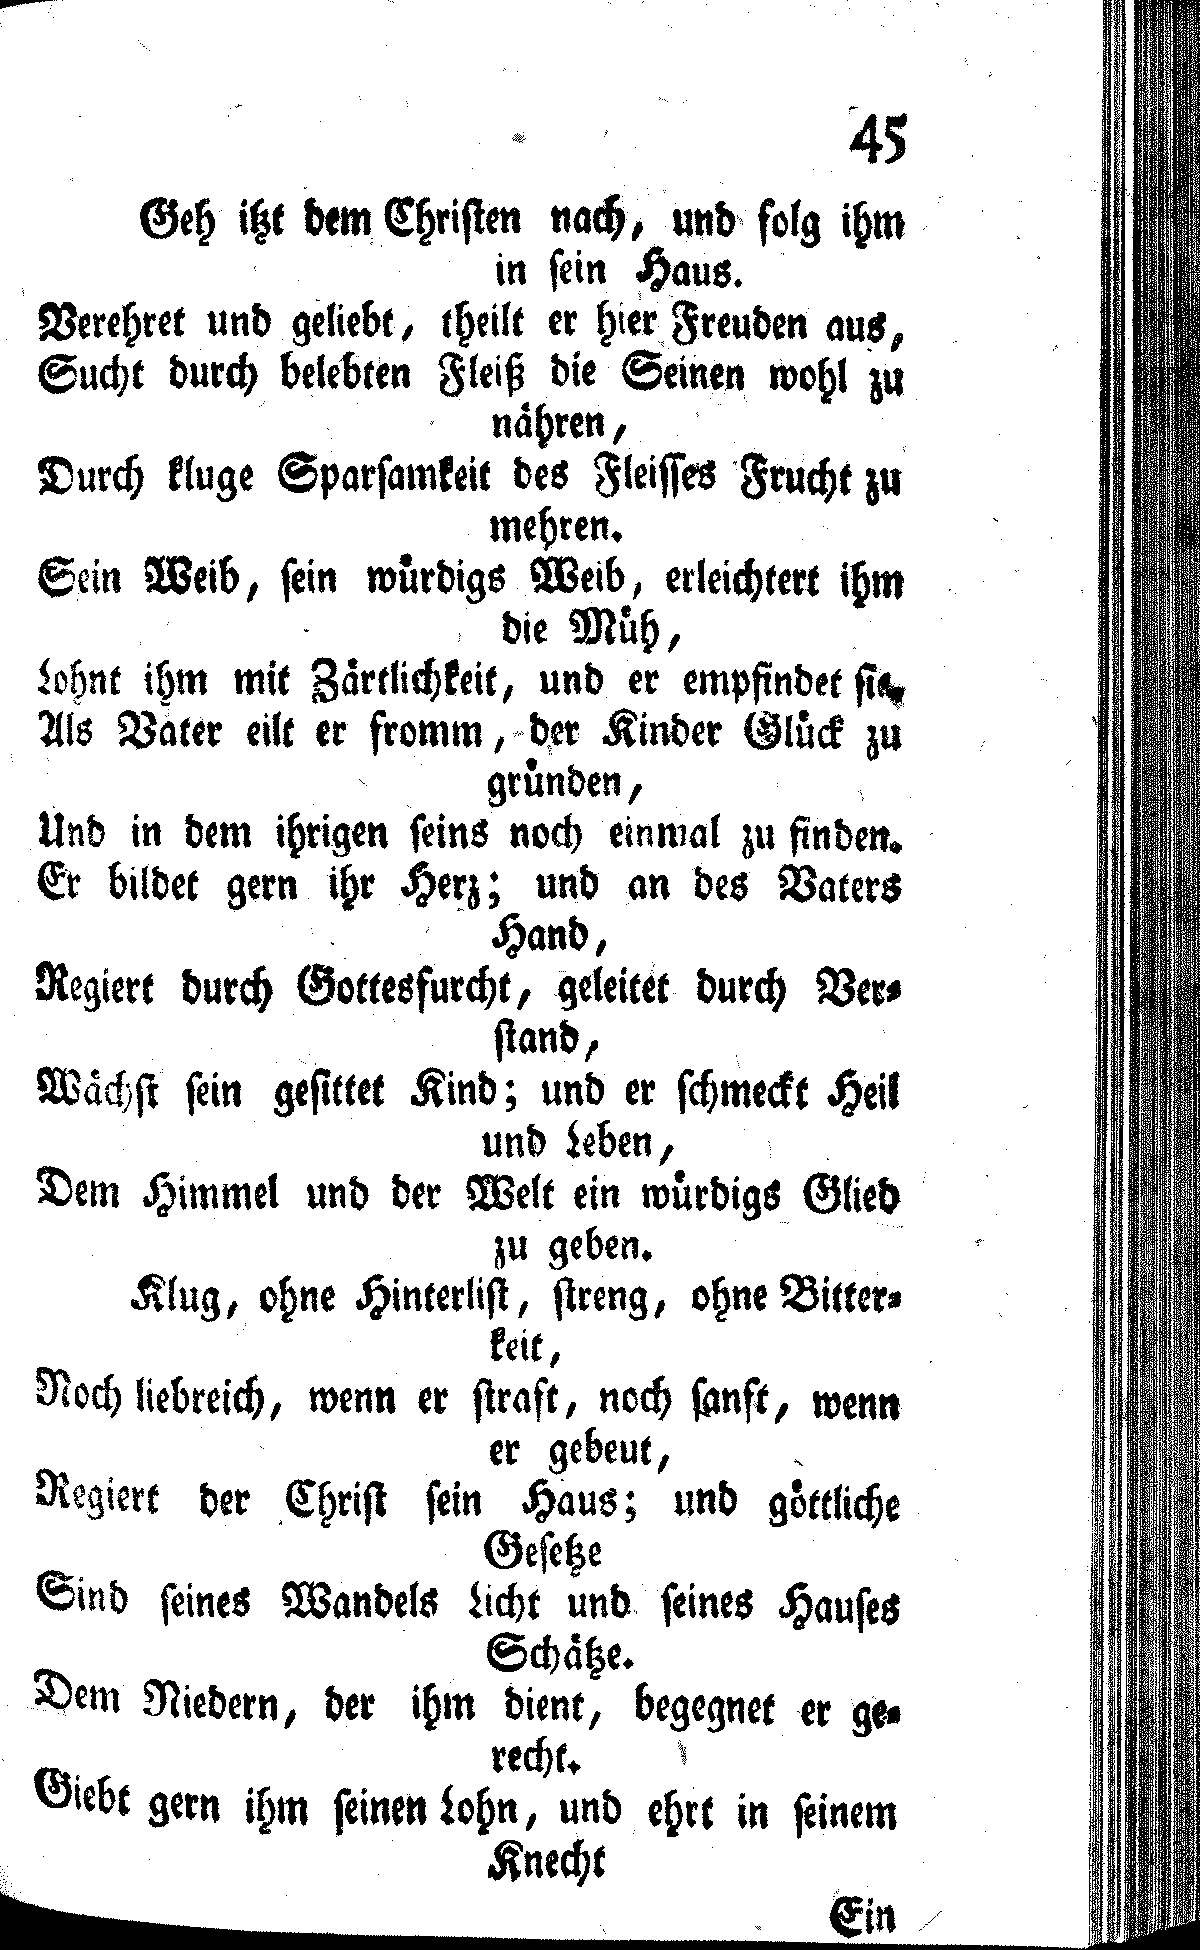 45
Geh itzt dem Christen nach, und folg ihm
in sein Haus.
Verehret und geliebt, theilt er hier Freuden aus,
Sucht durch belebten Fleiß die Seinen wohl zu
nähren,
Durch kluge Sparsamkeit des Fleisses Frucht zu
mehren.
Sein Weib, sein würdigs Weib, erleichtert ihm
die Müh,
Lohnt ihm mit Zärtlichkeit, und er empfindet sie.
Als Vater eilt er fromm, der Kinder Glück zu
gründen,
Und in dem ihrigen seins noch einmal zu finden.
Er bildet gern ihr Herz; und an des Vaters
Hand,
Regiert durch Gottesfurcht, geleitet durch Ver-
stand,
Wächst sein gesittet Kind; und er schmeckt Heil
und Leben,
Dem Himmel und der Welt ein würdigs Glied
zu geben.
Klug, ohne Hinterlist, streng, ohne Bitter-
keit,
Noch liebreich, wenn er straft, noch sanft, wenn
er gebeut,
Regiert der Christ sein Haus; und göttliche
Gesetze
Sind seines Wandels Licht und seines Hauses
Schätze.
Dem Niedern, der ihm dient, begegnet er ge-
recht.
Giebt gern ihm seinen Lohn, und ehrt in seinem
Knecht
Ein